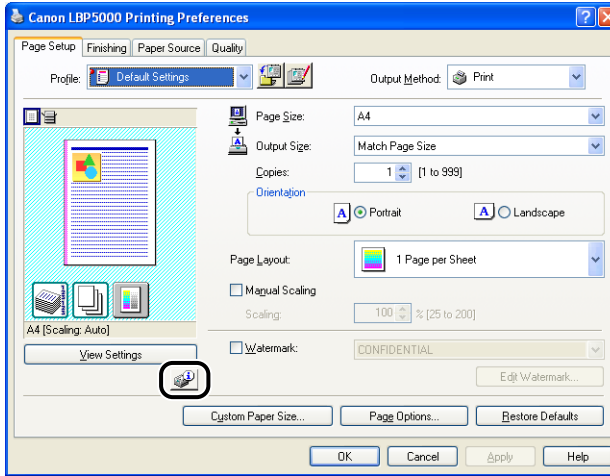 Canon LBP5000 Printing Preferences
Page Setup Finishing Paper Source Quality
Profile: Default Settings Output Method: Print
Page Size: A4
Output Size: Match Page Size
Copies: 1 [1 to 999]
Orientation
A Portrait A Landscape
Page Layout: 1 Page per Sheet
Manual Scaling
Scaling: 100 % [25 to 200]
A4 [Scaling: Auto]
View Settings
Watermark: CONFIDENTIAL
Edit Watermark...
Custom Paper Size... Page Options... Restore Defaults
OK Cancel Apply Help